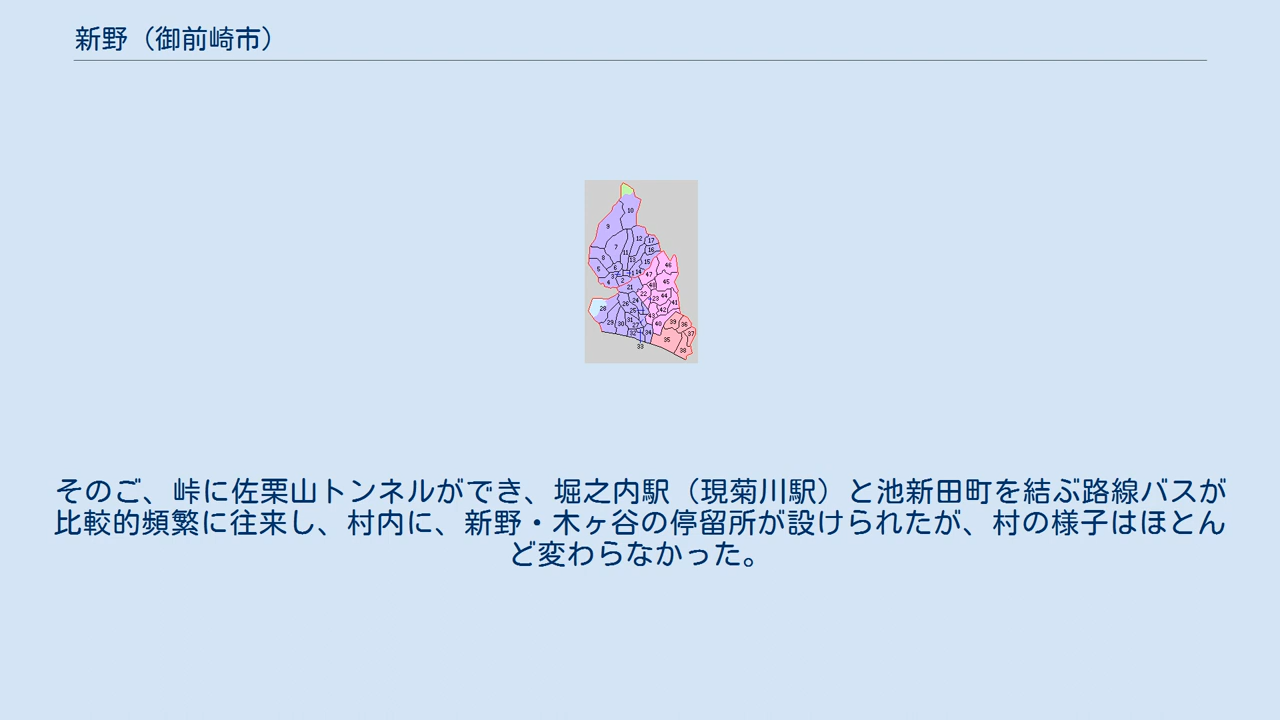 新野（御前崎市）
そのご、峠に佐栗山トンネルができ、堀之内駅（現菊川駅）と池新田町を結ぶ路線バスが
比較的頻繁に往来し、村内に、新野・木ヶ谷の停留所が設けられたが、村の様子はほとん
ど変わらなかった。